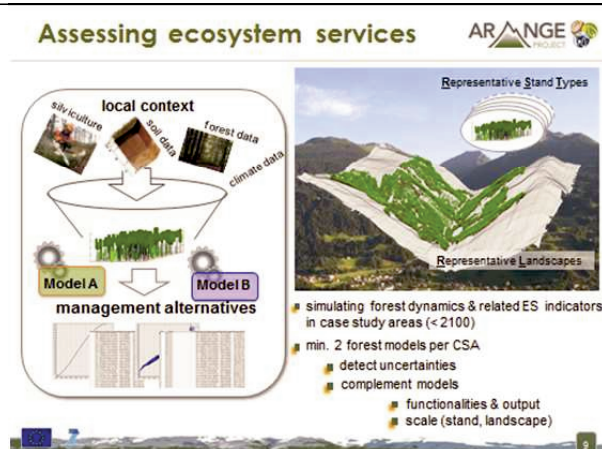 Assessing ecosystem services
ARANGE
PROJECT
local context
silviculture
soil data
forest data
climate data
Model A
Model B
management alternatives
Representative Stand Types
Representative Landscapes
simulating forest dynamics & related ES indicators
in case study areas (< 2100)
min. 2 forest models per CSA
detect uncertainties
complement models
functionalities & output
scale (stand, landscape)
9